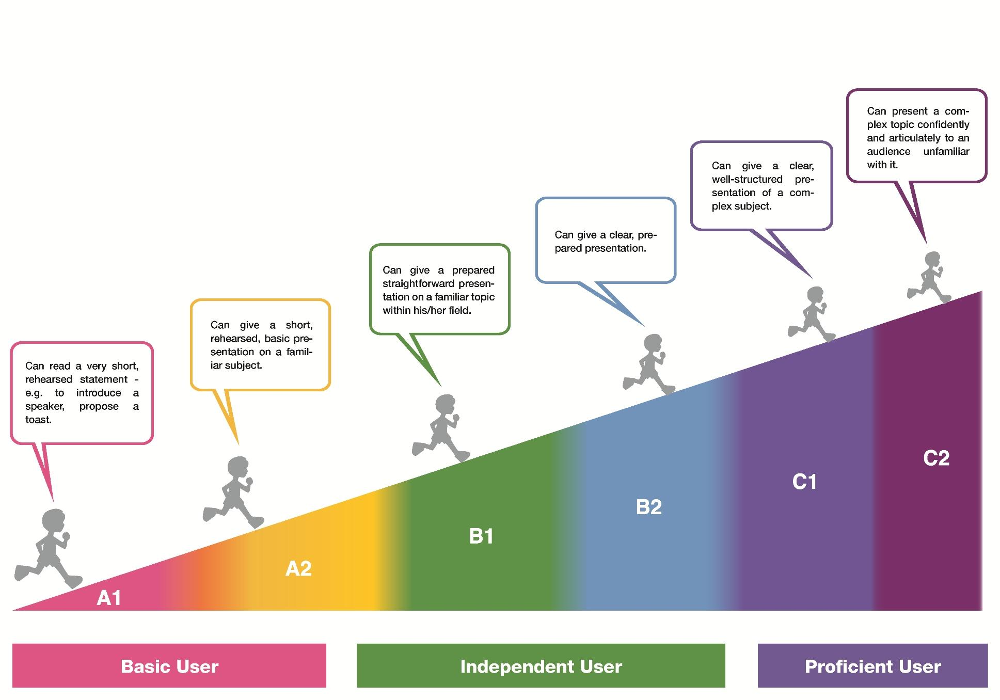 Can read a very short,
rehearsed statement -
e.g. to introduce a
speaker, propose a
toast.
Can give a short,
rehearsed, basic pre-
sentation on a famil-
iar subject.
Can give a prepared
straightforward presen-
tation on a familiar topic
within his/her field.
Can give a clear, pre-
pared presentation.
Can give a clear,
well-structured pre-
sentation of a com-
plex subject.
Can present a com-
plex topic confidently
and articulately to an
audience unfamiliar
with it.
A1
A2
B1
B2
C1
C2
Basic User
Independent User
Proficient User